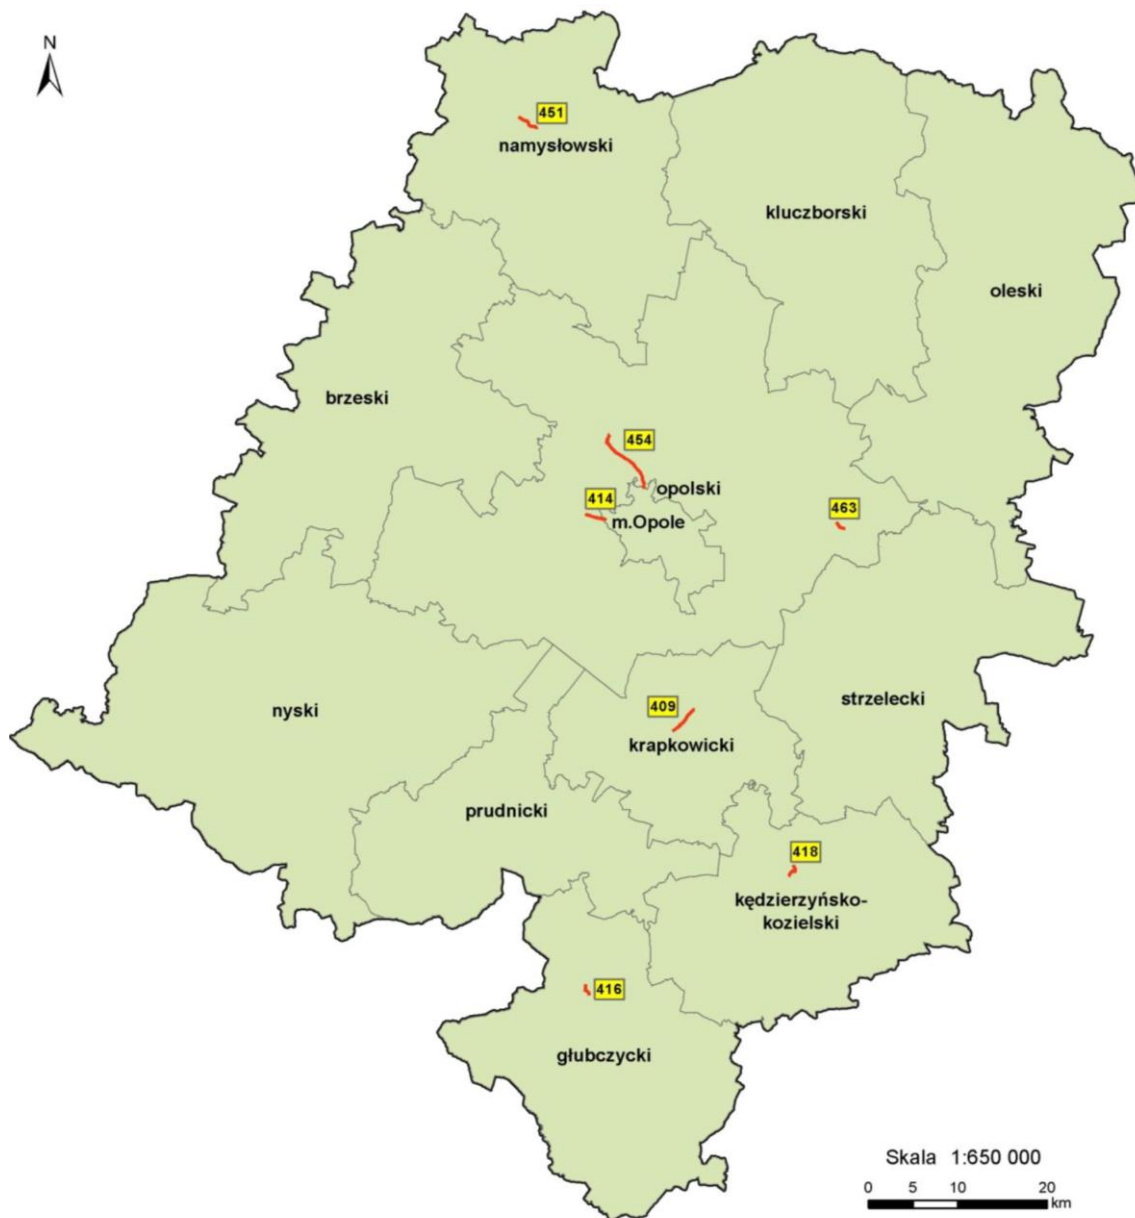 N
451
namysłowski
kluczborski
oleski
brzeski
454
opolski
414
m.Opole
463
nyski
409
krapkowicki
strzelecki
prudnicki
418
kędzierzyńsko-
kozielski
416
głubczycki
Skala 1:650 000
0 5 10 20
km